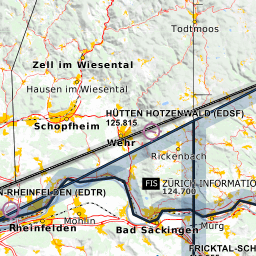 Todtmoos
Zell im Wiesental
Hausen im Wiesental
HÜTTEN HOTZENWALD (EDSF)
125.815
Schopfheim
Wehr
Rickenbach
FIS ZÜRICH INFORMATIO
124.700
N-RHEINFELDEN (EDTR)
Rheinfelden
Möhlin
Bad Säckingen
Murg
FRICKTAL-SCH